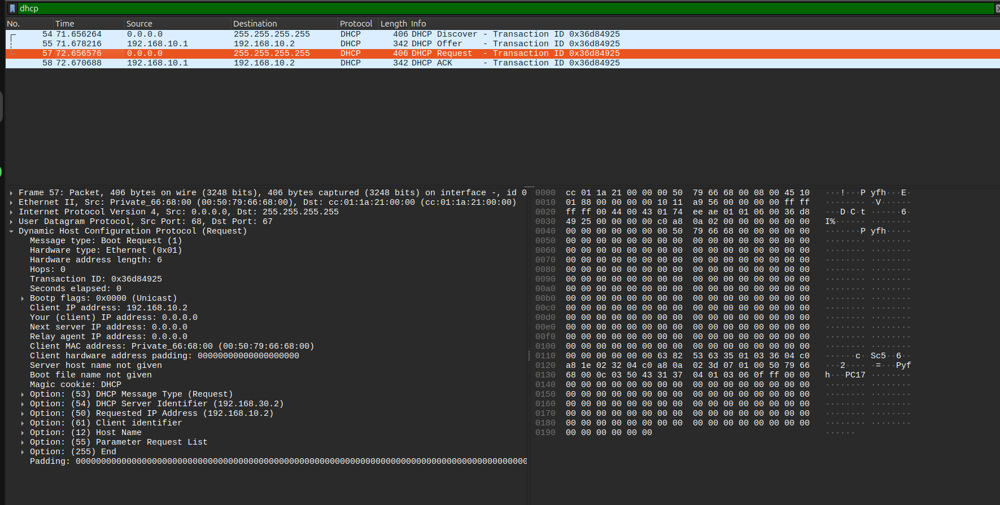 dhcp
No. Time Source Destination Protocol Length Info
54 71.656264 0.0.0.0 255.255.255.255 DHCP 406 DHCP Discover - Transaction ID 0x36d84925
55 71.678216 192.168.10.1 192.168.10.2 DHCP 342 DHCP Offer - Transaction ID 0x36d84925
57 72.656576 0.0.0.0 255.255.255.255 DHCP 406 DHCP Request - Transaction ID 0x36d84925
58 72.670688 192.168.10.1 192.168.10.2 DHCP 342 DHCP ACK - Transaction ID 0x36d84925
Frame 57: Packet, 406 bytes on wire (3248 bits), 406 bytes captured (3248 bits) on interface -, id 0
Ethernet II, Src: Private_66:68:00 (00:50:79:66:68:00), Dst: cc:01:1a:21:00:00 (cc:01:1a:21:00:00)
Internet Protocol Version 4, Src: 0.0.0.0, Dst: 255.255.255.255
User Datagram Protocol, Src Port: 68, Dst Port: 67
Dynamic Host Configuration Protocol (Request)
Message type: Boot Request (1)
Hardware type: Ethernet (0x01)
Hardware address length: 6
Hops: 0
Transaction ID: 0x36d84925
Seconds elapsed: 0
Bootp flags: 0x0000 (Unicast)
Client IP address: 192.168.10.2
Your (client) IP address: 0.0.0.0
Next server IP address: 0.0.0.0
Relay agent IP address: 0.0.0.0
Client MAC address: Private_66:68:00 (00:50:79:66:68:00)
Client hardware address padding: 00000000000000000000
Server host name not given
Boot file name not given
Magic cookie: DHCP
Option: (53) DHCP Message Type (Request)
Option: (54) DHCP Server Identifier (192.168.30.2)
Option: (50) Requested IP Address (192.168.10.2)
Option: (61) Client identifier
Option: (12) Host Name
Option: (55) Parameter Request List
Option: (255) End
Padding: 00000000000000000000000000000000000000000000000000000000000000000000000000000000000000000
0000 cc 01 1a 21 00 00 00 50 79 66 68 00 08 00 45 10 ···!···P yfh···E·
0010 01 88 00 00 00 00 10 11 a9 56 00 00 00 00 ff ff ········ ·V······
0020 ff ff 00 44 00 43 01 74 ee ae 01 01 06 00 36 d8 ···D·C·t ······6·
0030 49 25 00 00 00 00 c0 a8 0a 02 00 00 00 00 00 00 I%······ ········
0040 00 00 00 00 00 00 00 50 79 66 68 00 00 00 00 00 ·······P yfh·····
0050 00 00 00 00 00 00 00 00 00 00 00 00 00 00 00 00 ········ ········
0060 00 00 00 00 00 00 00 00 00 00 00 00 00 00 00 00 ········ ········
0070 00 00 00 00 00 00 00 00 00 00 00 00 00 00 00 00 ········ ········
0080 00 00 00 00 00 00 00 00 00 00 00 00 00 00 00 00 ········ ········
0090 00 00 00 00 00 00 00 00 00 00 00 00 00 00 00 00 ········ ········
00a0 00 00 00 00 00 00 00 00 00 00 00 00 00 00 00 00 ········ ········
00b0 00 00 00 00 00 00 00 00 00 00 00 00 00 00 00 00 ········ ········
00c0 00 00 00 00 00 00 00 00 00 00 00 00 00 00 00 00 ········ ········
00d0 00 00 00 00 00 00 00 00 00 00 00 00 00 00 00 00 ········ ········
00e0 00 00 00 00 00 00 00 00 00 00 00 00 00 00 00 00 ········ ········
00f0 00 00 00 00 00 00 00 00 00 00 00 00 00 00 00 00 ········ ········
0100 00 00 00 00 00 00 00 00 00 00 00 00 00 00 00 00 ········ ········
0110 00 00 00 00 00 00 63 82 53 63 35 01 03 36 04 c0 ······c· Sc5··6··
0120 a8 1e 02 32 04 c0 a8 0a 02 3d 07 01 00 50 79 66 ···2···· ·=···Pyf
0130 68 00 0c 03 50 43 31 37 04 01 03 06 0f ff 00 00 h···PC17 ········
0140 00 00 00 00 00 00 00 00 00 00 00 00 00 00 00 00 ········ ········
0150 00 00 00 00 00 00 00 00 00 00 00 00 00 00 00 00 ········ ········
0160 00 00 00 00 00 00 00 00 00 00 00 00 00 00 00 00 ········ ········
0170 00 00 00 00 00 00 00 00 00 00 00 00 00 00 00 00 ········ ········
0180 00 00 00 00 00 00 00 00 00 00 00 00 00 00 00 00 ········ ········
0190 00 00 00 00 00 00 ······